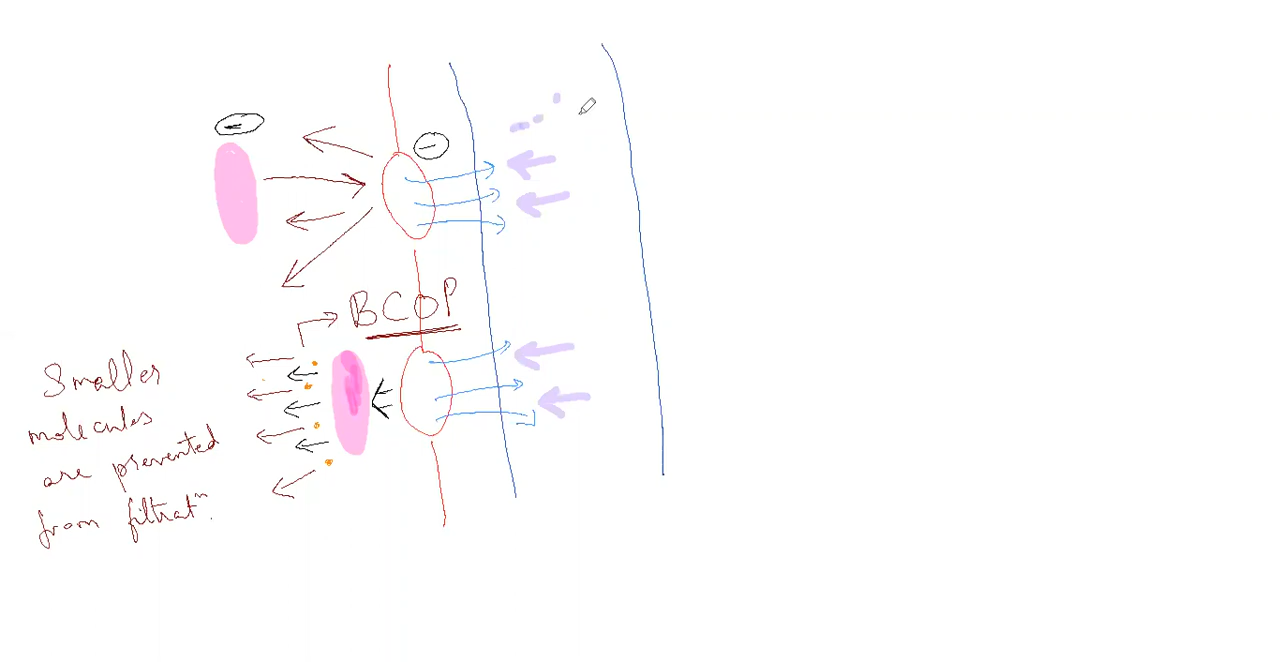 BCOP
Smaller
molecules
are prevented
from filtratⁿ.